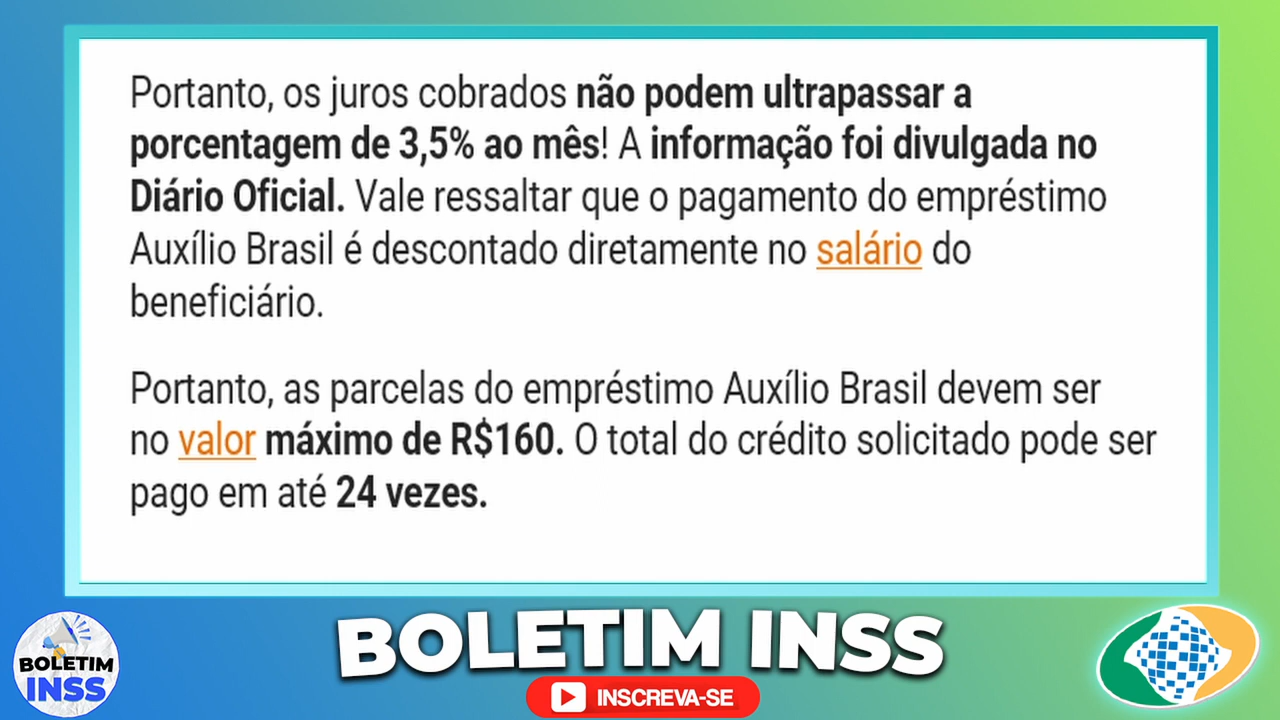 Portanto, os juros cobrados não podem ultrapassar a
porcentagem de 3,5% ao mês! A informação foi divulgada no
Diário Oficial. Vale ressaltar que o pagamento do empréstimo
Auxílio Brasil é descontado diretamente no salário do
beneficiário.
Portanto, as parcelas do empréstimo Auxílio Brasil devem ser
no valor máximo de R$160. O total do crédito solicitado pode ser
pago em até 24 vezes.
BOLETIM
INSS
BOLETIM INSS
INSCREVA-SE